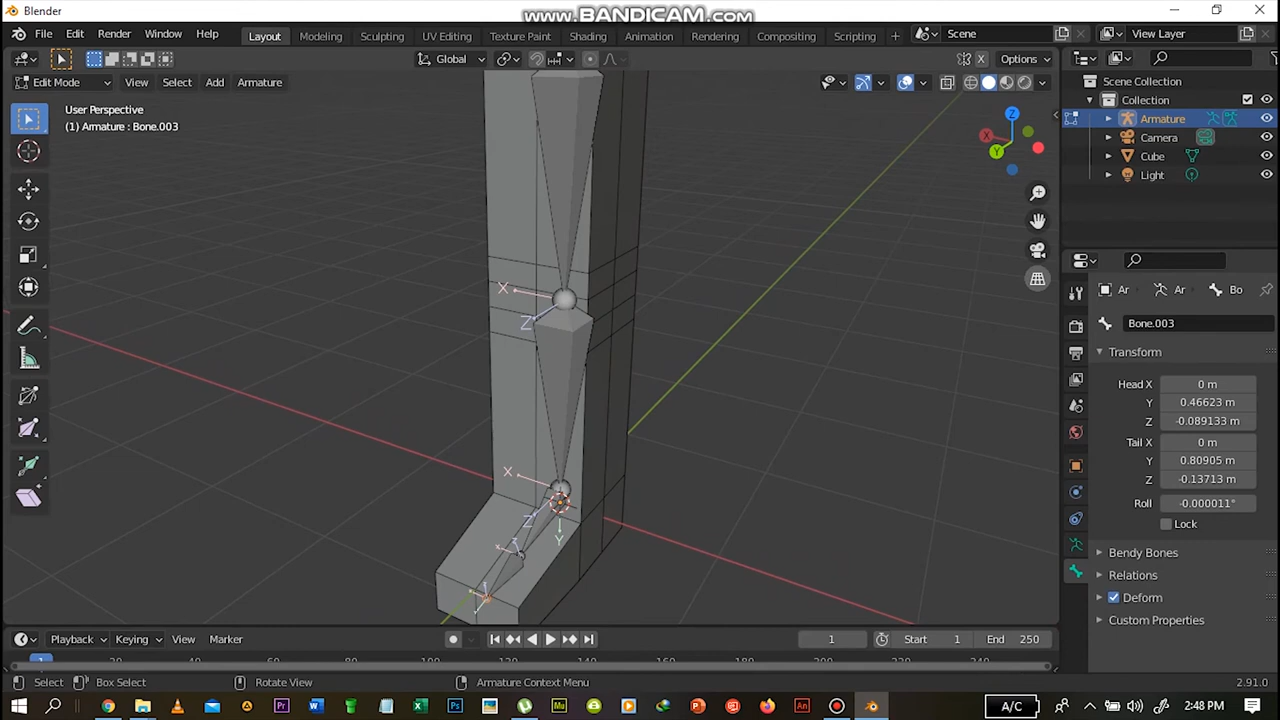 Blender
www.BANDICAM.com
File Edit Render Window Help
Layout Modeling Sculpting UV Editing Texture Paint Shading Animation Rendering Compositing Scripting +
Scene
View Layer
Global
X
Options
Edit Mode
View Select Add Armature
User Perspective
(1) Armature : Bone.003
Scene Collection
Collection
Armature
Camera
Cube
Light
Z
X
Y
X
Z
X
Z
Y
Ar
Ar
Bo
Bone.003
Transform
Head X 0 m
Y 0.46623 m
Z -0.089133 m
Tail X 0 m
Y 0.80905 m
Z -0.13713 m
Roll -0.000011°
Lock
Bendy Bones
Relations
Deform
Custom Properties
Playback Keying View Marker
1
Start 1
End 250
1
Select
Box Select
Rotate View
Armature Context Menu
2.91.0
A/C
2:48 PM